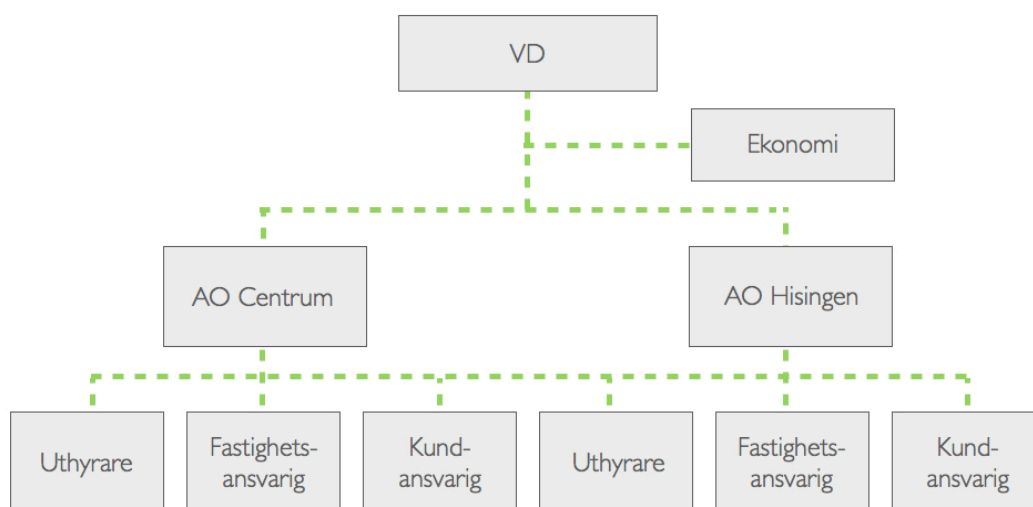 VD
Ekonomi
AO Centrum
AO Hisingen
Uthyrare
Fastighets-
ansvarig
Kund-
ansvarig
Uthyrare
Fastighets-
ansvarig
Kund-
ansvarig